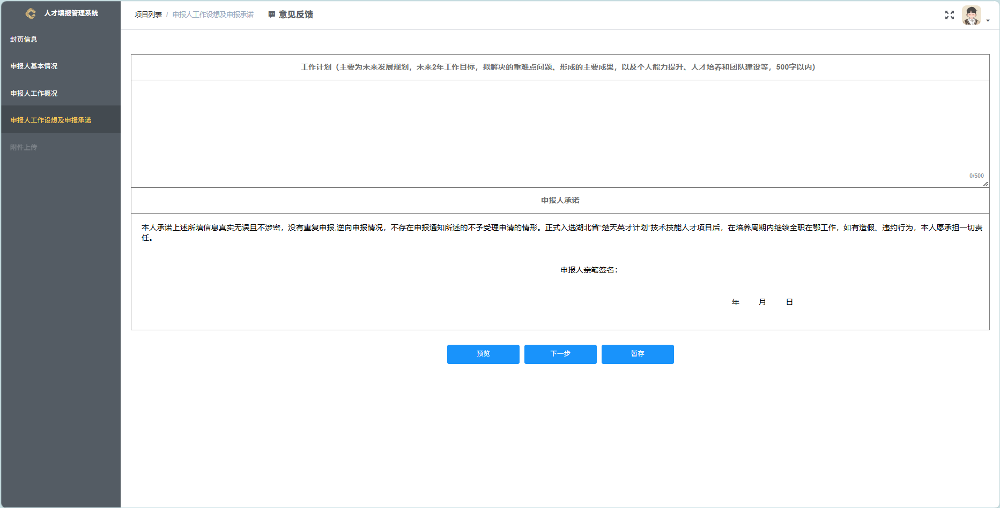 人才填报管理系统
项目列表 / 申报人工作设想及申报承诺 意见反馈
封页信息
申报人基本情况
申报人工作概况
申报人工作设想及申报承诺
附件上传
工作计划（主要为未来发展规划，未来2年工作目标，拟解决的重难点问题、形成的主要成果，以及个人能力提升、人才培养和团队建设等，500字以内）
0/500
申报人承诺
本人承诺上述所填信息真实无误且不涉密，没有重复申报,逆向申报情况，不存在申报通知所述的不予受理申请的情形。正式入选湖北省“楚天英才计划”技术技能人才项目后，在培养周期内继续全职在鄂工作，如有造假、违约行为，本人愿承担一切责
任。
申报人亲笔签名：
年 月 日
预览 下一步 暂存